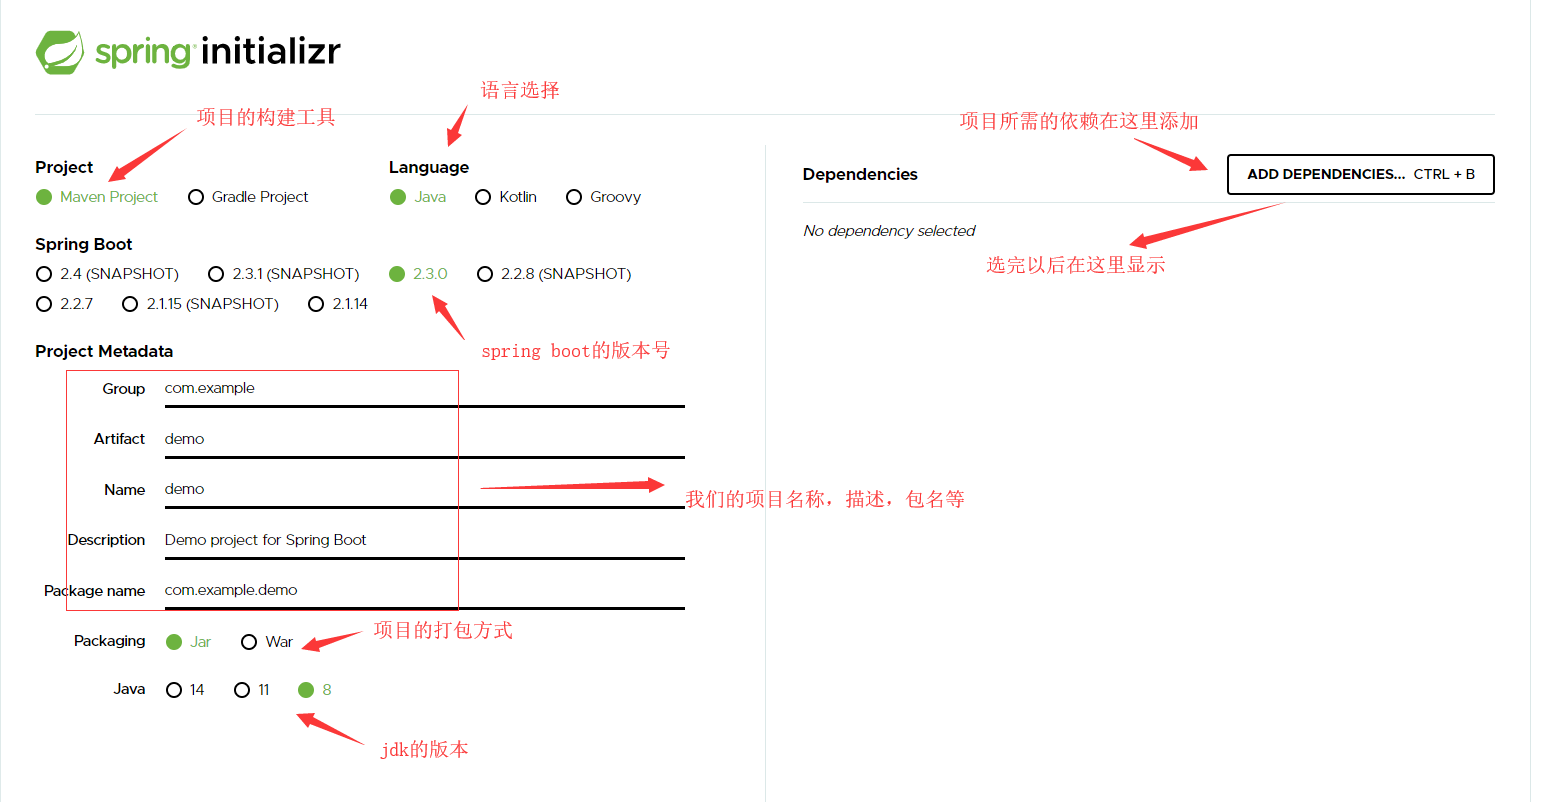 spring initializr
语言选择
项目的构建工具
项目所需的依赖在这里添加
Project
Language
Maven Project Gradle Project
Java Kotlin Groovy
Spring Boot
2.4 (SNAPSHOT) 2.3.1 (SNAPSHOT) 2.3.0 2.2.8 (SNAPSHOT)
2.2.7 2.1.15 (SNAPSHOT) 2.1.14
spring boot的版本号
Project Metadata
Group com.example
Artifact demo
Name demo
我们的项目名称，描述，包名等
Description Demo project for Spring Boot
Package name com.example.demo
Packaging Jar War
项目的打包方式
Java 14 11 8
jdk的版本
Dependencies
ADD DEPENDENCIES... CTRL + B
No dependency selected
选完以后在这里显示